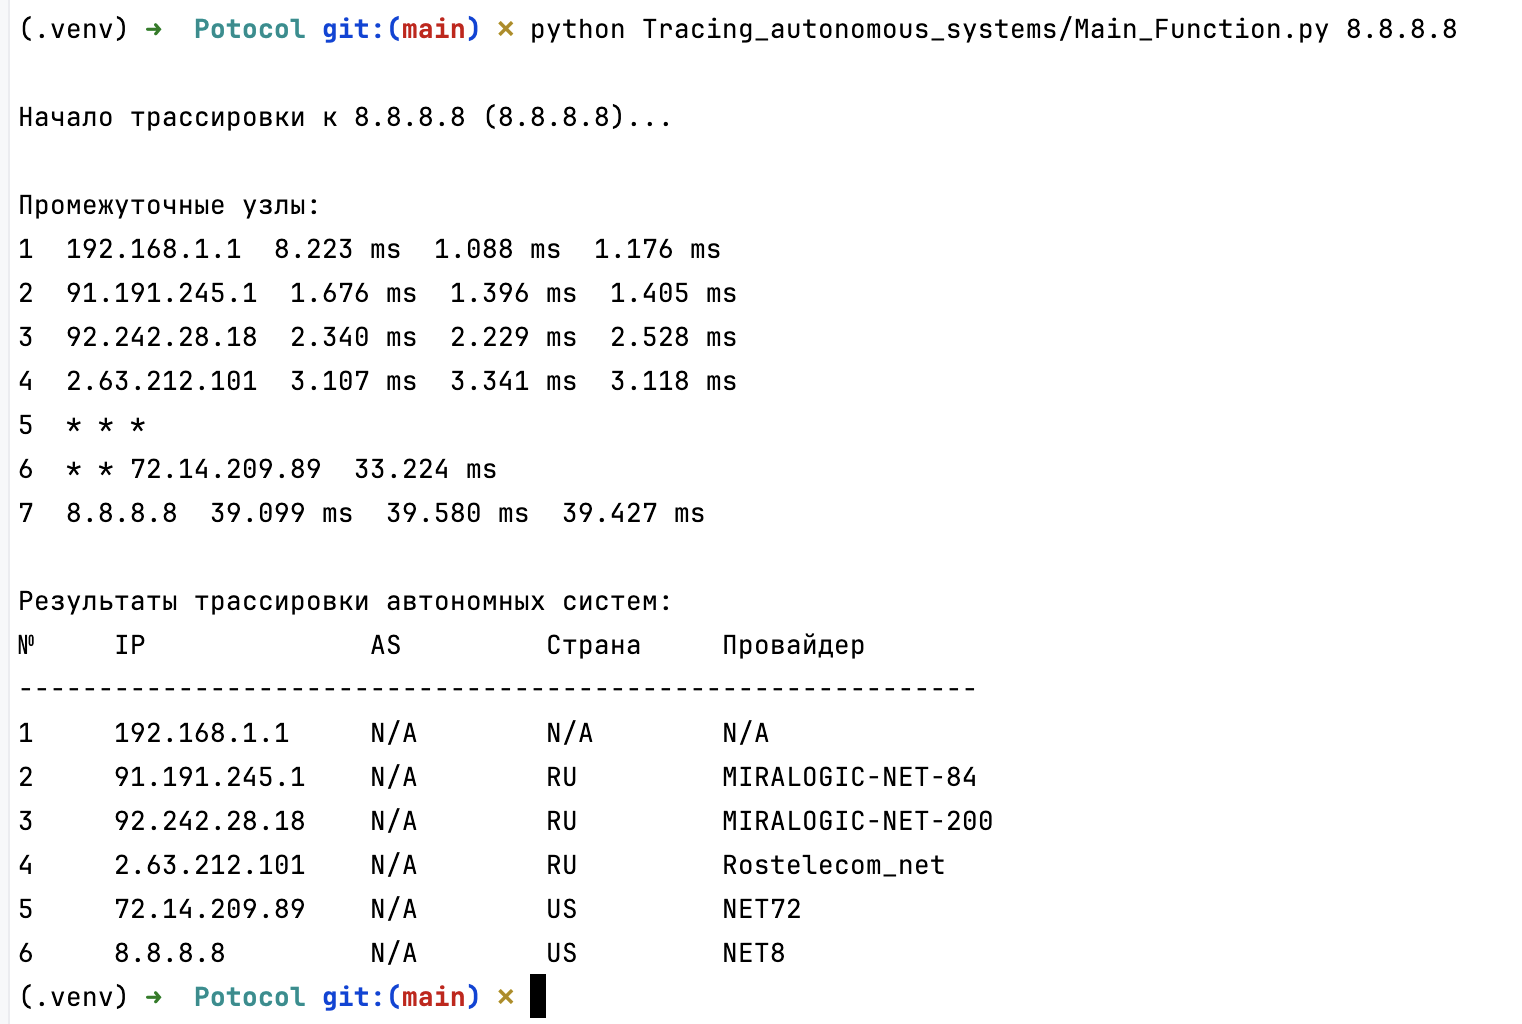 (.venv) ➜  Potocol git:(main) ✗ python Tracing_autonomous_systems/Main_Function.py 8.8.8.8
Начало трассировки к 8.8.8.8 (8.8.8.8)...
Промежуточные узлы:
1  192.168.1.1  8.223 ms  1.088 ms  1.176 ms
2  91.191.245.1  1.676 ms  1.396 ms  1.405 ms
3  92.242.28.18  2.340 ms  2.229 ms  2.528 ms
4  2.63.212.101  3.107 ms  3.341 ms  3.118 ms
5  * * *
6  * * 72.14.209.89  33.224 ms
7  8.8.8.8  39.099 ms  39.580 ms  39.427 ms
Результаты трассировки автономных систем:
№     IP              AS         Страна     Провайдер
------------------------------------------------------------
1     192.168.1.1     N/A        N/A        N/A
2     91.191.245.1    N/A        RU         MIRALOGIC-NET-84
3     92.242.28.18    N/A        RU         MIRALOGIC-NET-200
4     2.63.212.101    N/A        RU         Rostelecom_net
5     72.14.209.89    N/A        US         NET72
6     8.8.8.8         N/A        US         NET8
(.venv) ➜  Potocol git:(main) ✗